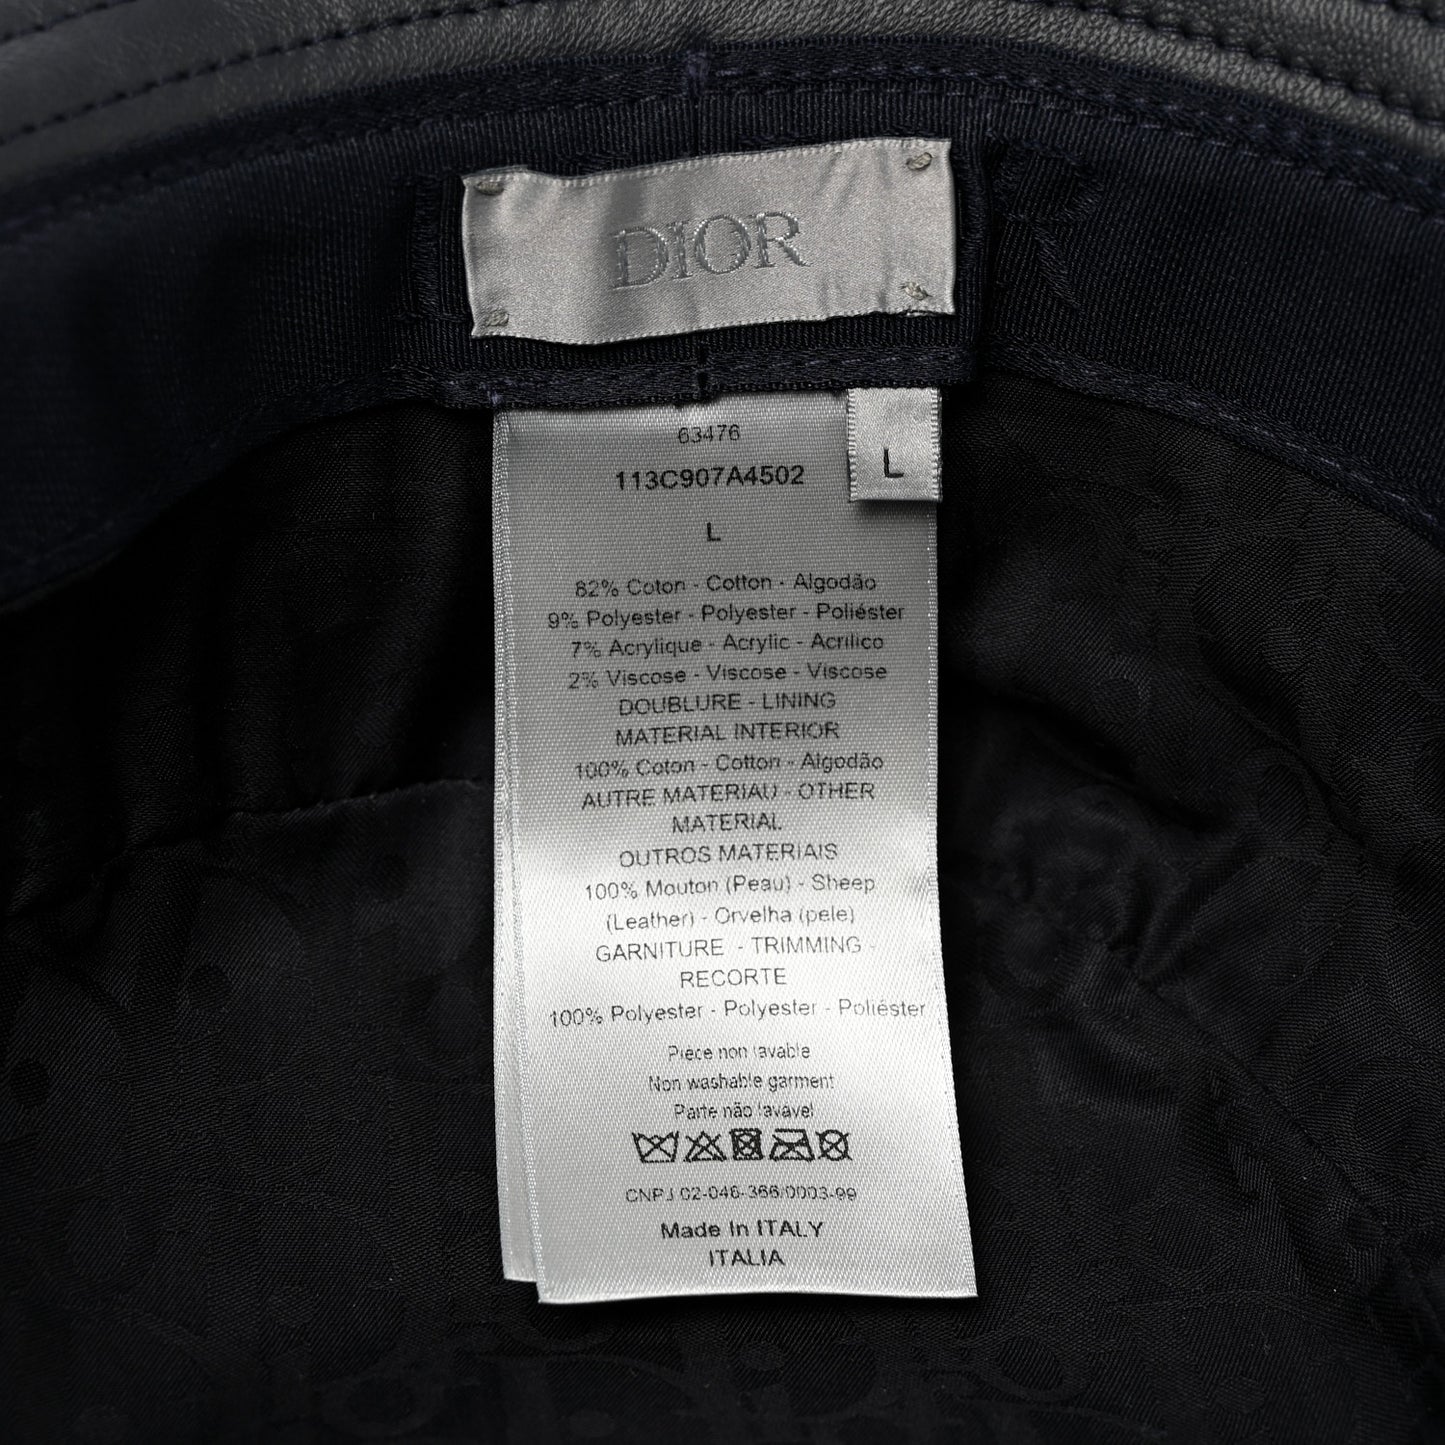 DIOR
63476
113C907A4502
L
L
82% Coton - Cotton - Algodão
9% Polyester - Polyester - Poliéster
7% Acrylique - Acrylic - Acrílico
2% Viscose - Viscose - Viscose
DOUBLURE - LINING
MATERIAL INTERIOR
100% Coton - Cotton - Algodão
AUTRE MATERIAU - OTHER
MATERIAL
OUTROS MATERIAIS
100% Mouton (Peau) - Sheep
(Leather) - Orvelha (pele)
GARNITURE - TRIMMING -
RECORTE
100% Polyester - Polyester - Poliéster
Pièce non lavable
Non washable garment
Parte não lavavel
CNPJ 02-046-366/0003-99
Made In ITALY
ITALIA